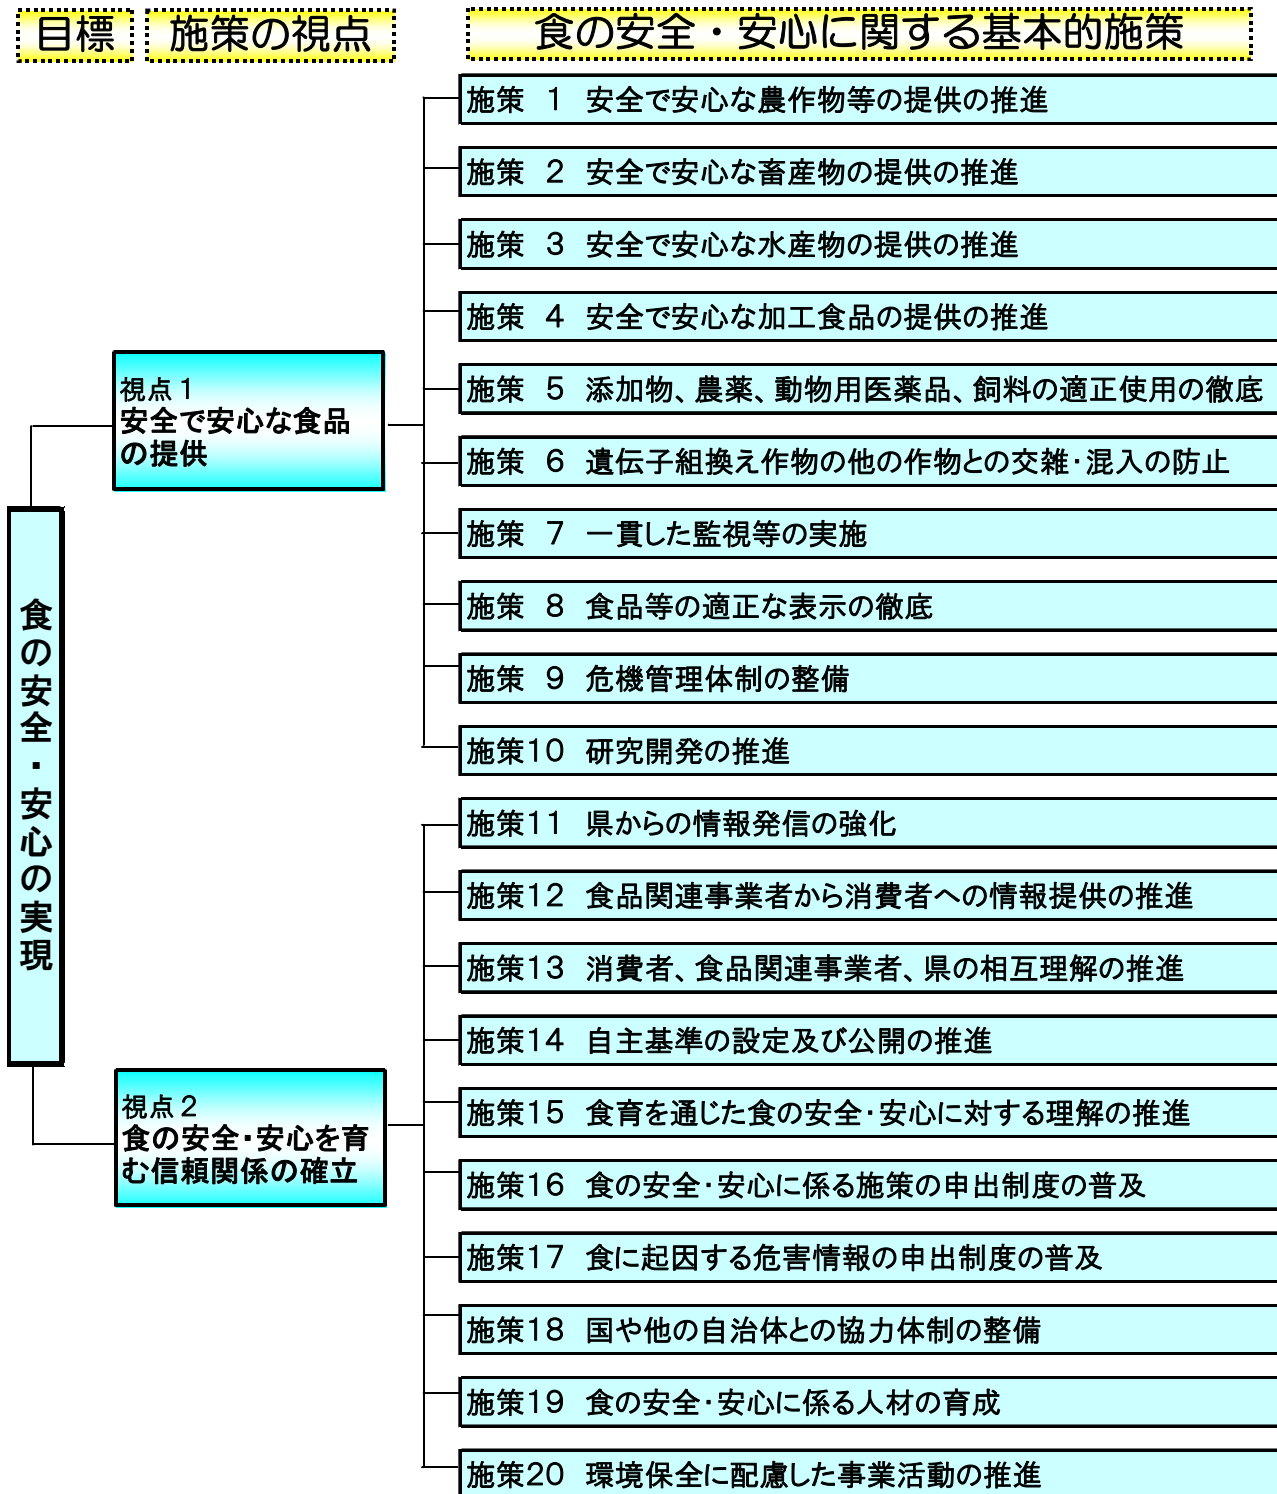 目標
施策の視点
食の安全・安心に関する基本的施策
食の安全・安心の実現
視点1
安全で安心な食品
の提供
施策 1 安全で安心な農作物等の提供の推進
施策 2 安全で安心な畜産物の提供の推進
施策 3 安全で安心な水産物の提供の推進
施策 4 安全で安心な加工食品の提供の推進
施策 5 添加物、農薬、動物用医薬品、飼料の適正使用の徹底
施策 6 遺伝子組換え作物の他の作物との交雑・混入の防止
施策 7 一貫した監視等の実施
施策 8 食品等の適正な表示の徹底
施策 9 危機管理体制の整備
施策10 研究開発の推進
視点2
食の安全・安心を育
む信頼関係の確立
施策11 県からの情報発信の強化
施策12 食品関連事業者から消費者への情報提供の推進
施策13 消費者、食品関連事業者、県の相互理解の推進
施策14 自主基準の設定及び公開の推進
施策15 食育を通じた食の安全・安心に対する理解の推進
施策16 食の安全・安心に係る施策の申出制度の普及
施策17 食に起因する危害情報の申出制度の普及
施策18 国や他の自治体との協力体制の整備
施策19 食の安全・安心に係る人材の育成
施策20 環境保全に配慮した事業活動の推進